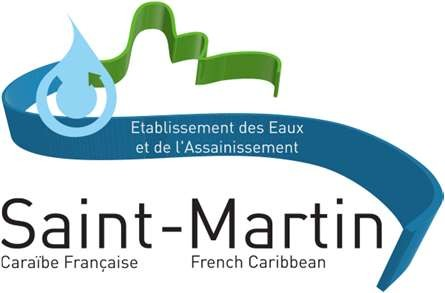 Etablissement des Eaux
et de l'Assainissement
Saint-Martin
Caraïbe Française French Caribbean